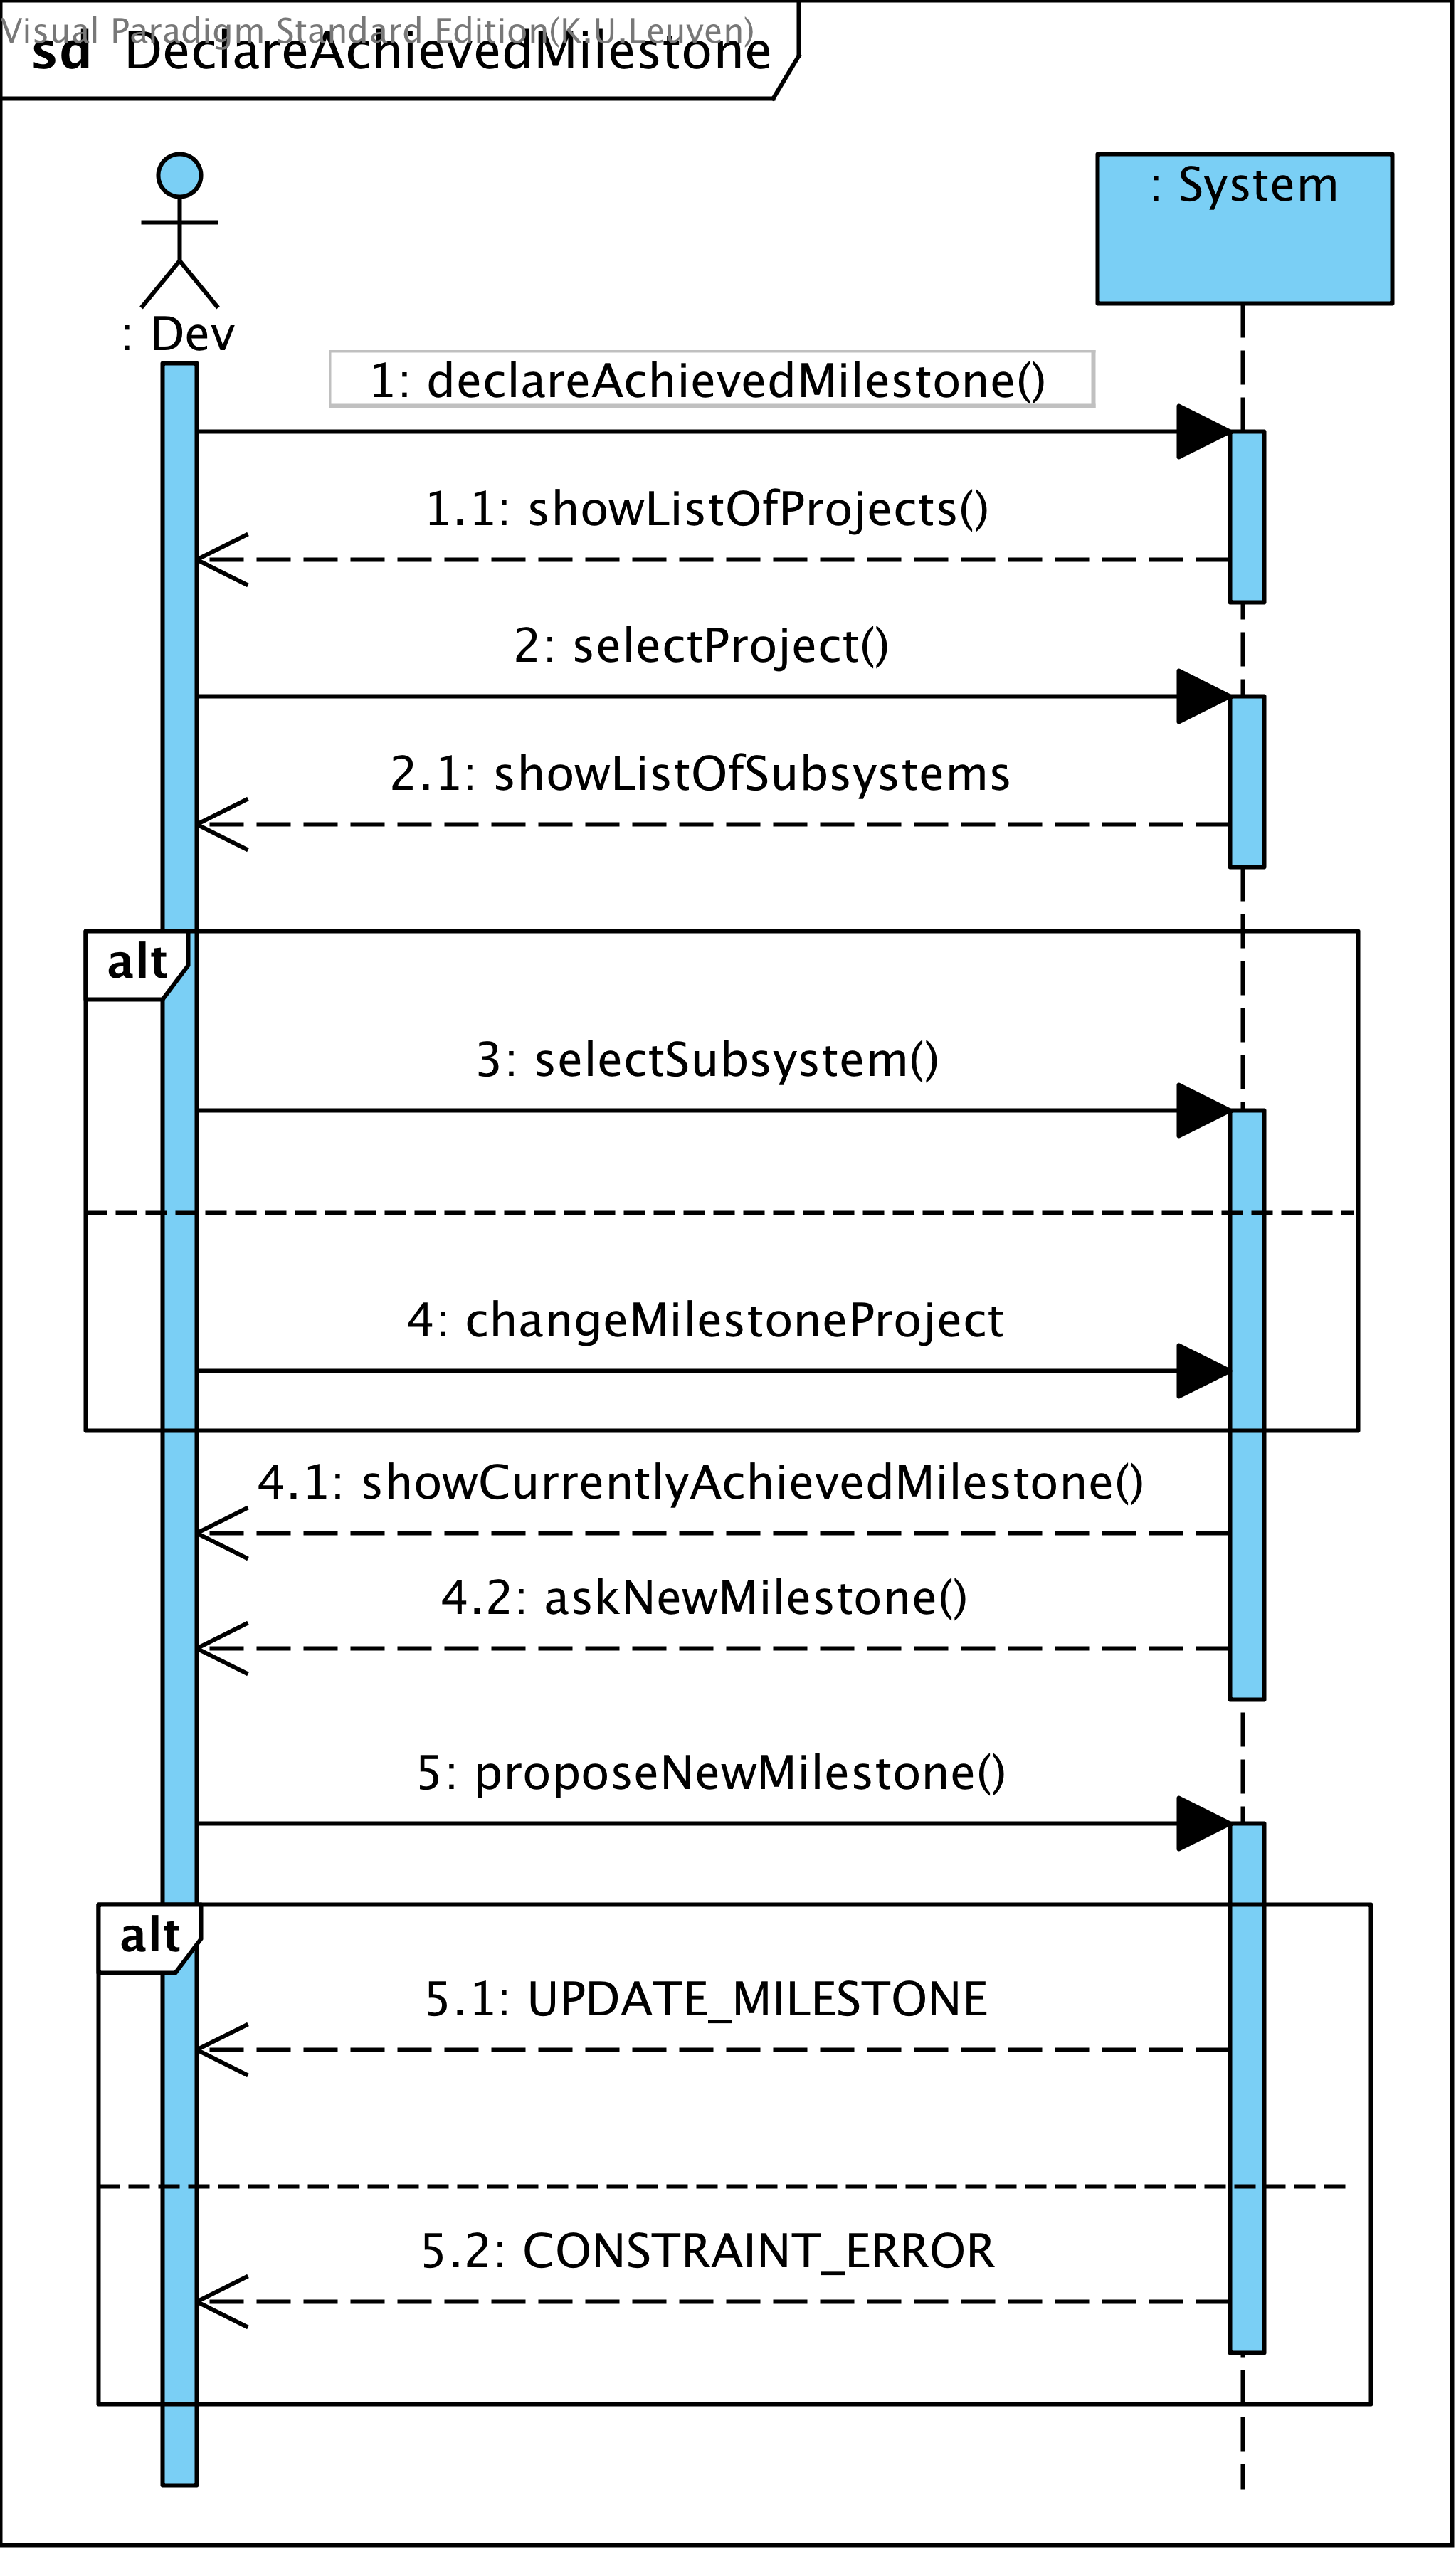 Visual Paradigm Standard Edition(K.U.Leuven)
sd DeclareAchievedMilestone
: System
: Dev
1: declareAchievedMilestone()
1.1: showListOfProjects()
2: selectProject()
2.1: showListOfSubsystems
alt
3: selectSubsystem()
4: changeMilestoneProject
4.1: showCurrentlyAchievedMilestone()
4.2: askNewMilestone()
5: proposeNewMilestone()
alt
5.1: UPDATE_MILESTONE
5.2: CONSTRAINT_ERROR